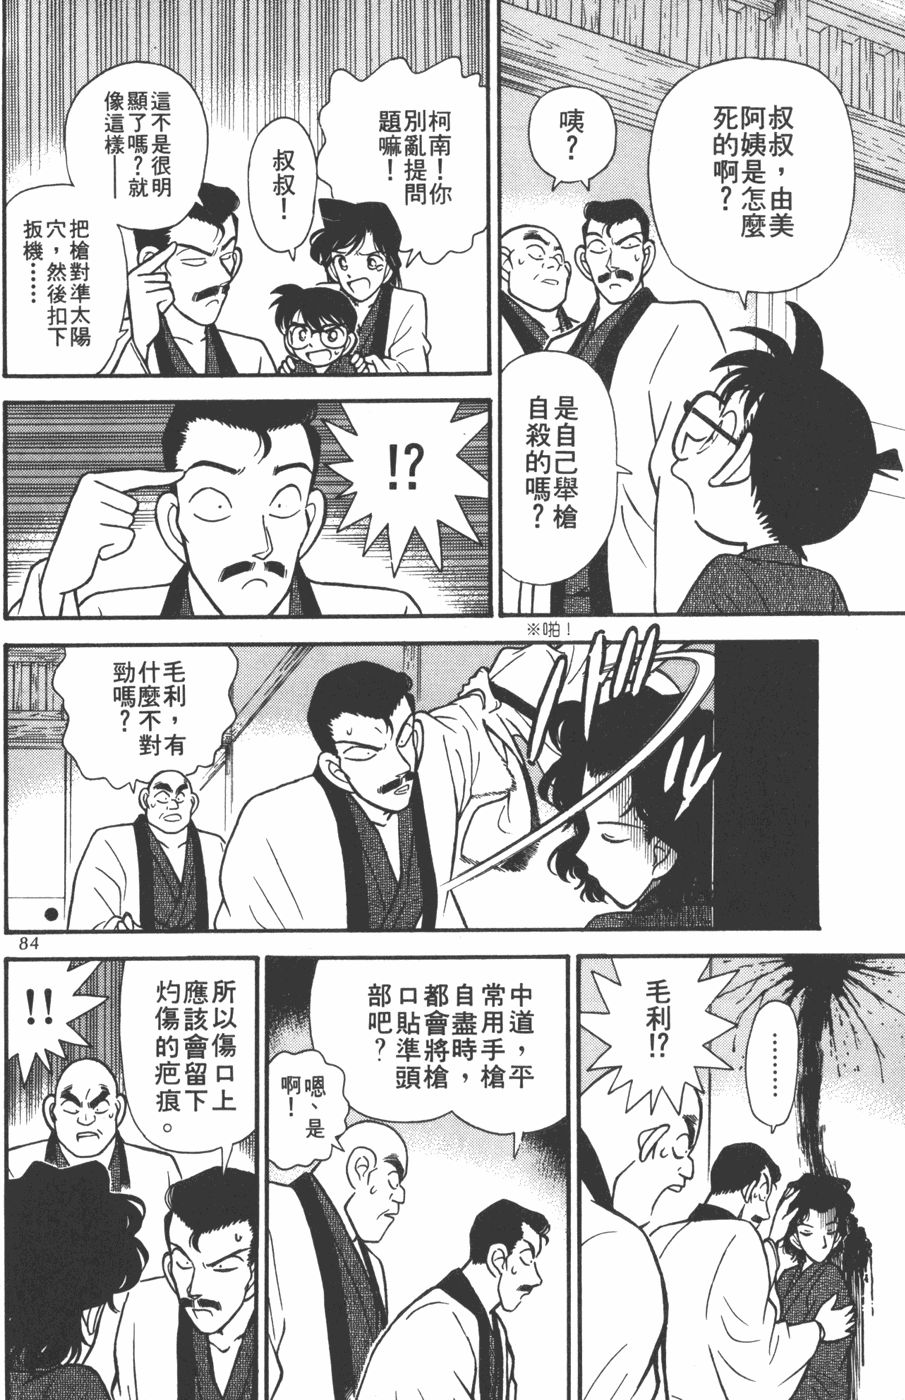 叔叔，由美
阿姨是怎麼
死的啊？
咦？
是自己舉槍
自殺的嗎？
柯南！你
別亂提問
題嘛！
叔叔！
這不是很明
顯了嗎？就
像這樣——
把槍對準太陽
穴，然後扣下
扳機……
!?
※啪！
毛利，有
什麼不對
勁嗎？
84
………
毛利!?
中道，平
常用手槍
自盡時，
都會將槍
口貼準頭
部吧？
嗯、是
啊！
所以傷口上
應該會留下
灼傷的疤痕。
!!